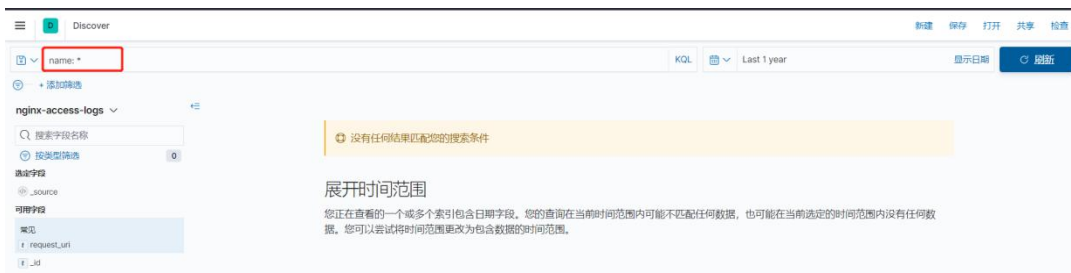 D Discover 新建 保存 打开 共享 检查
name: * KQL Last 1 year 显示日期 刷新
+ 添加筛选
nginx-access-logs
搜索字段名称
没有任何结果匹配您的搜索条件
按类型筛选 0
选定字段
_source
展开时间范围
可用字段
您正在查看的一个或多个索引包含日期字段。您的查询在当前时间范围内可能不匹配任何数据，也可能在当前选定的时间范围内没有任何数
据。您可以尝试将时间范围更改为包含数据的时间范围。
常见
t request_uri
t _id